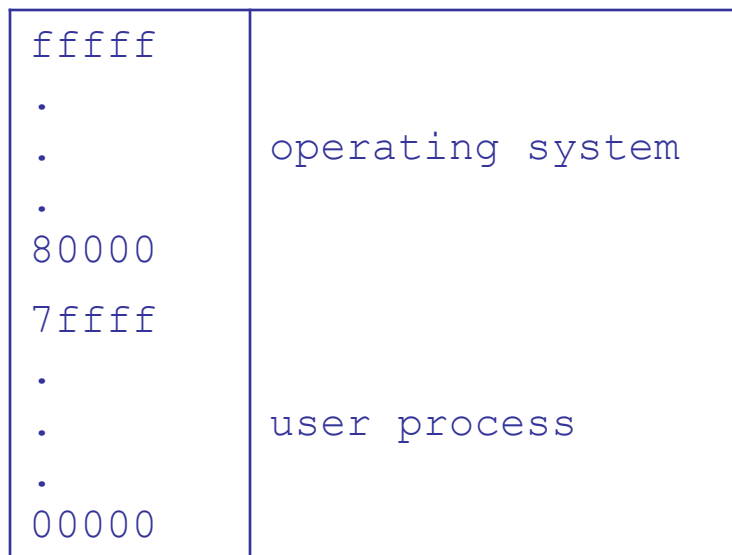 fffff
.
.
operating system
.
80000
7ffff
.
.
user process
.
00000